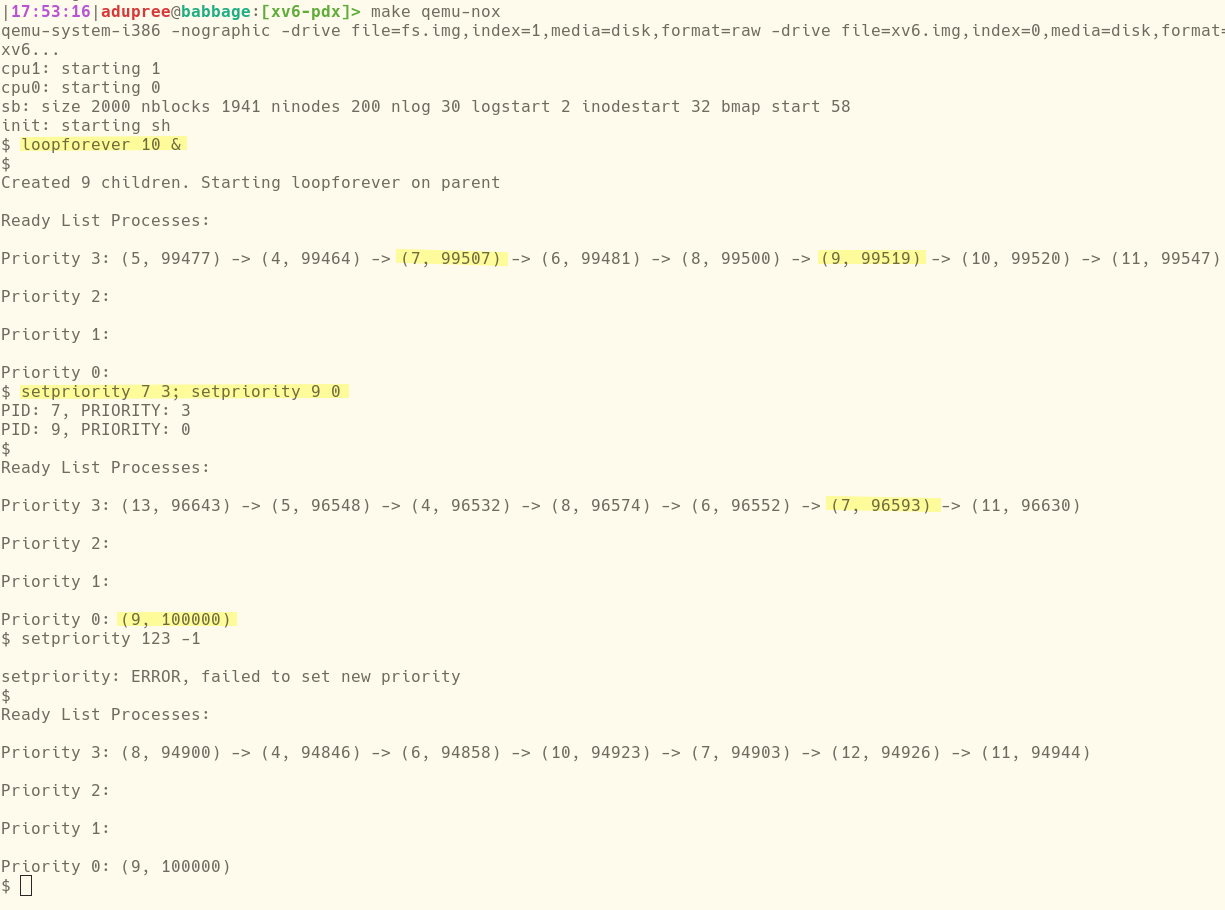 |17:53:16|adupree@babbage:[xv6-pdx]> make qemu-nox
qemu-system-i386 -nographic -drive file=fs.img,index=1,media=disk,format=raw -drive file=xv6.img,index=0,media=disk,format=
xv6...
cpu1: starting 1
cpu0: starting 0
sb: size 2000 nblocks 1941 ninodes 200 nlog 30 logstart 2 inodestart 32 bmap start 58
init: starting sh
$ loopforever 10 &
$
Created 9 children. Starting loopforever on parent
Ready List Processes:
Priority 3: (5, 99477) -> (4, 99464) -> (7, 99507) -> (6, 99481) -> (8, 99500) -> (9, 99519) -> (10, 99520) -> (11, 99547)
Priority 2:
Priority 1:
Priority 0:
$ setpriority 7 3; setpriority 9 0
PID: 7, PRIORITY: 3
PID: 9, PRIORITY: 0
$
Ready List Processes:
Priority 3: (13, 96643) -> (5, 96548) -> (4, 96532) -> (8, 96574) -> (6, 96552) -> (7, 96593) -> (11, 96630)
Priority 2:
Priority 1:
Priority 0: (9, 100000)
$ setpriority 123 -1
setpriority: ERROR, failed to set new priority
$
Ready List Processes:
Priority 3: (8, 94900) -> (4, 94846) -> (6, 94858) -> (10, 94923) -> (7, 94903) -> (12, 94926) -> (11, 94944)
Priority 2:
Priority 1:
Priority 0: (9, 100000)
$